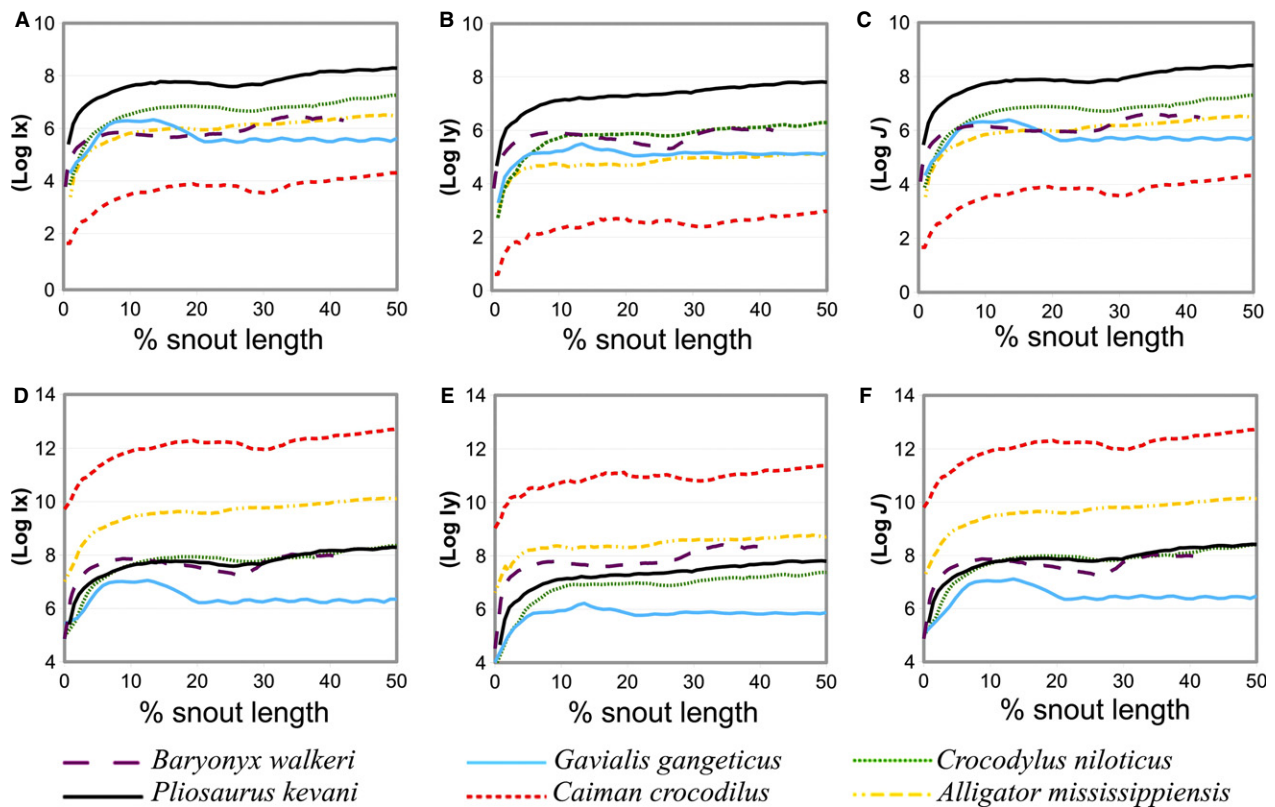 A
B
C
10
8
6
4
2
0
(Log Ix)
0 10 20 30 40 50
% snout length
10
8
6
4
2
0
(Log Iy)
0 10 20 30 40 50
% snout length
10
8
6
4
2
0
(Log J)
0 10 20 30 40 50
% snout length
D
E
F
14
12
10
8
6
4
(Log Ix)
0 10 20 30 40 50
% snout length
14
12
10
8
6
4
(Log Iy)
0 10 20 30 40 50
% snout length
14
12
10
8
6
4
(Log J)
0 10 20 30 40 50
% snout length
Baryonyx walkeri
Gavialis gangeticus
Crocodylus niloticus
Pliosaurus kevani
Caiman crocodilus
Alligator mississippiensis